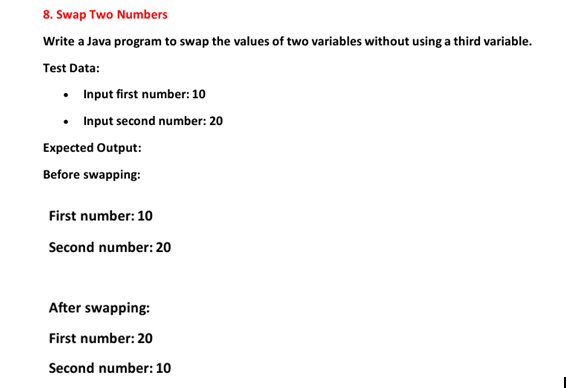 8. Swap Two Numbers
Write a Java program to swap the values of two variables without using a third variable.
Test Data:
• Input first number: 10
• Input second number: 20
Expected Output:
Before swapping:
First number: 10
Second number: 20
After swapping:
First number: 20
Second number: 10